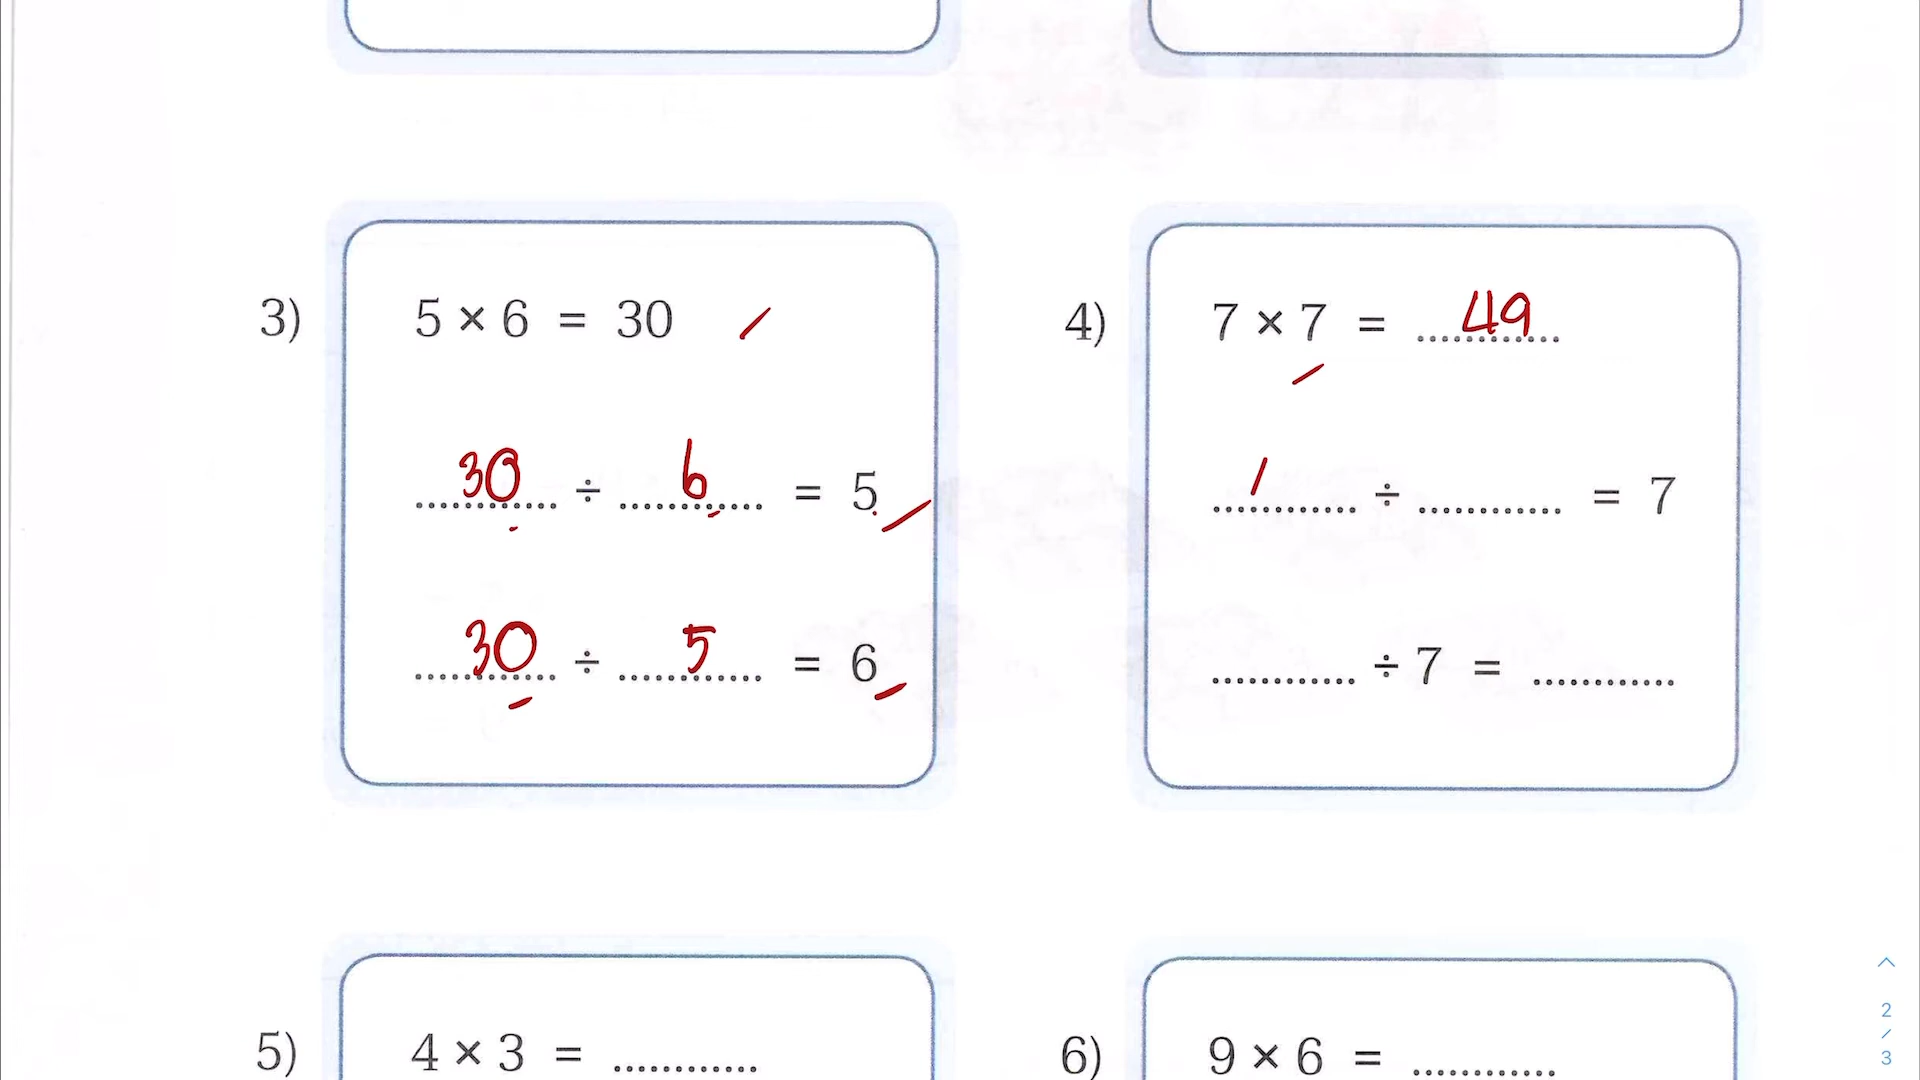 3) 5 × 6 = 30
30 ÷ 6 = 5
30 ÷ 5 = 6
4) 7 × 7 = 49
............ ÷ ............ = 7
............ ÷ 7 = ............
5) 4 × 3 = ............
6) 9 × 6 = ............
2
/
3